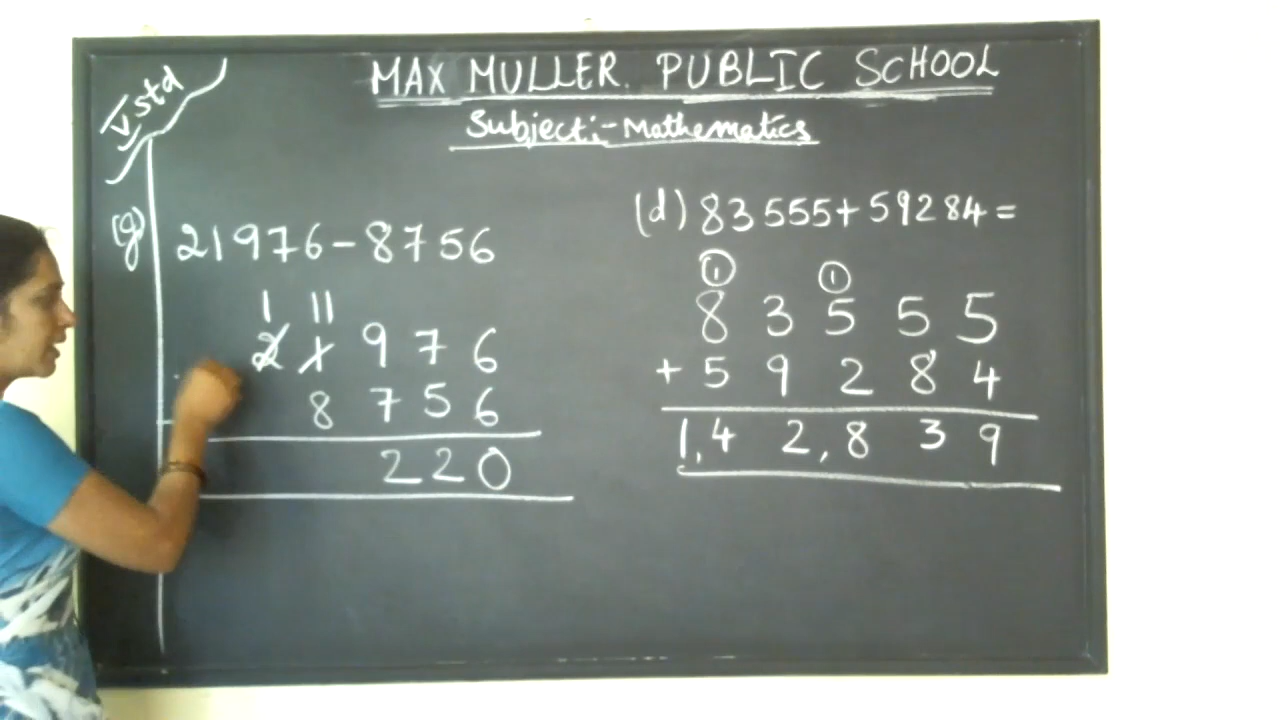 V std
MAX MULLER. PUBLIC SCHOOL
Subject:- Mathematics
(g) 21976-8756
1 11
2 1 9 7 6
8 7 5 6
2 2 0
(d) 83555+59284=
1 1
8 3 5 5 5
+ 5 9 2 8 4
1,4 2,8 3 9